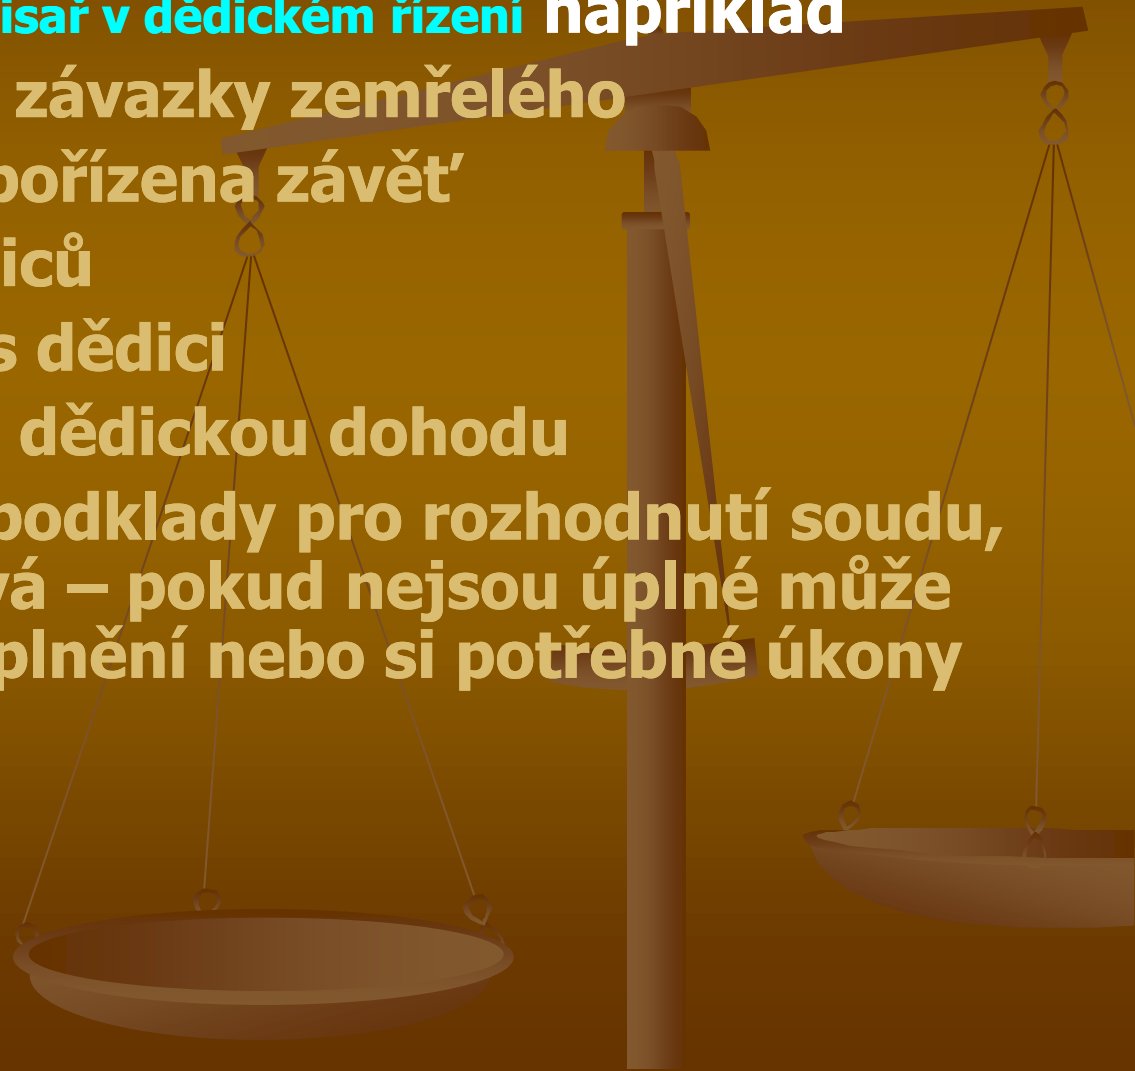 isař v dědickém řízení například
závazky zemřelého
pořízena závěť
iců
s dědici
dědickou dohodu
podklady pro rozhodnutí soudu,
vá – pokud nejsou úplné může
plnění nebo si potřebné úkony